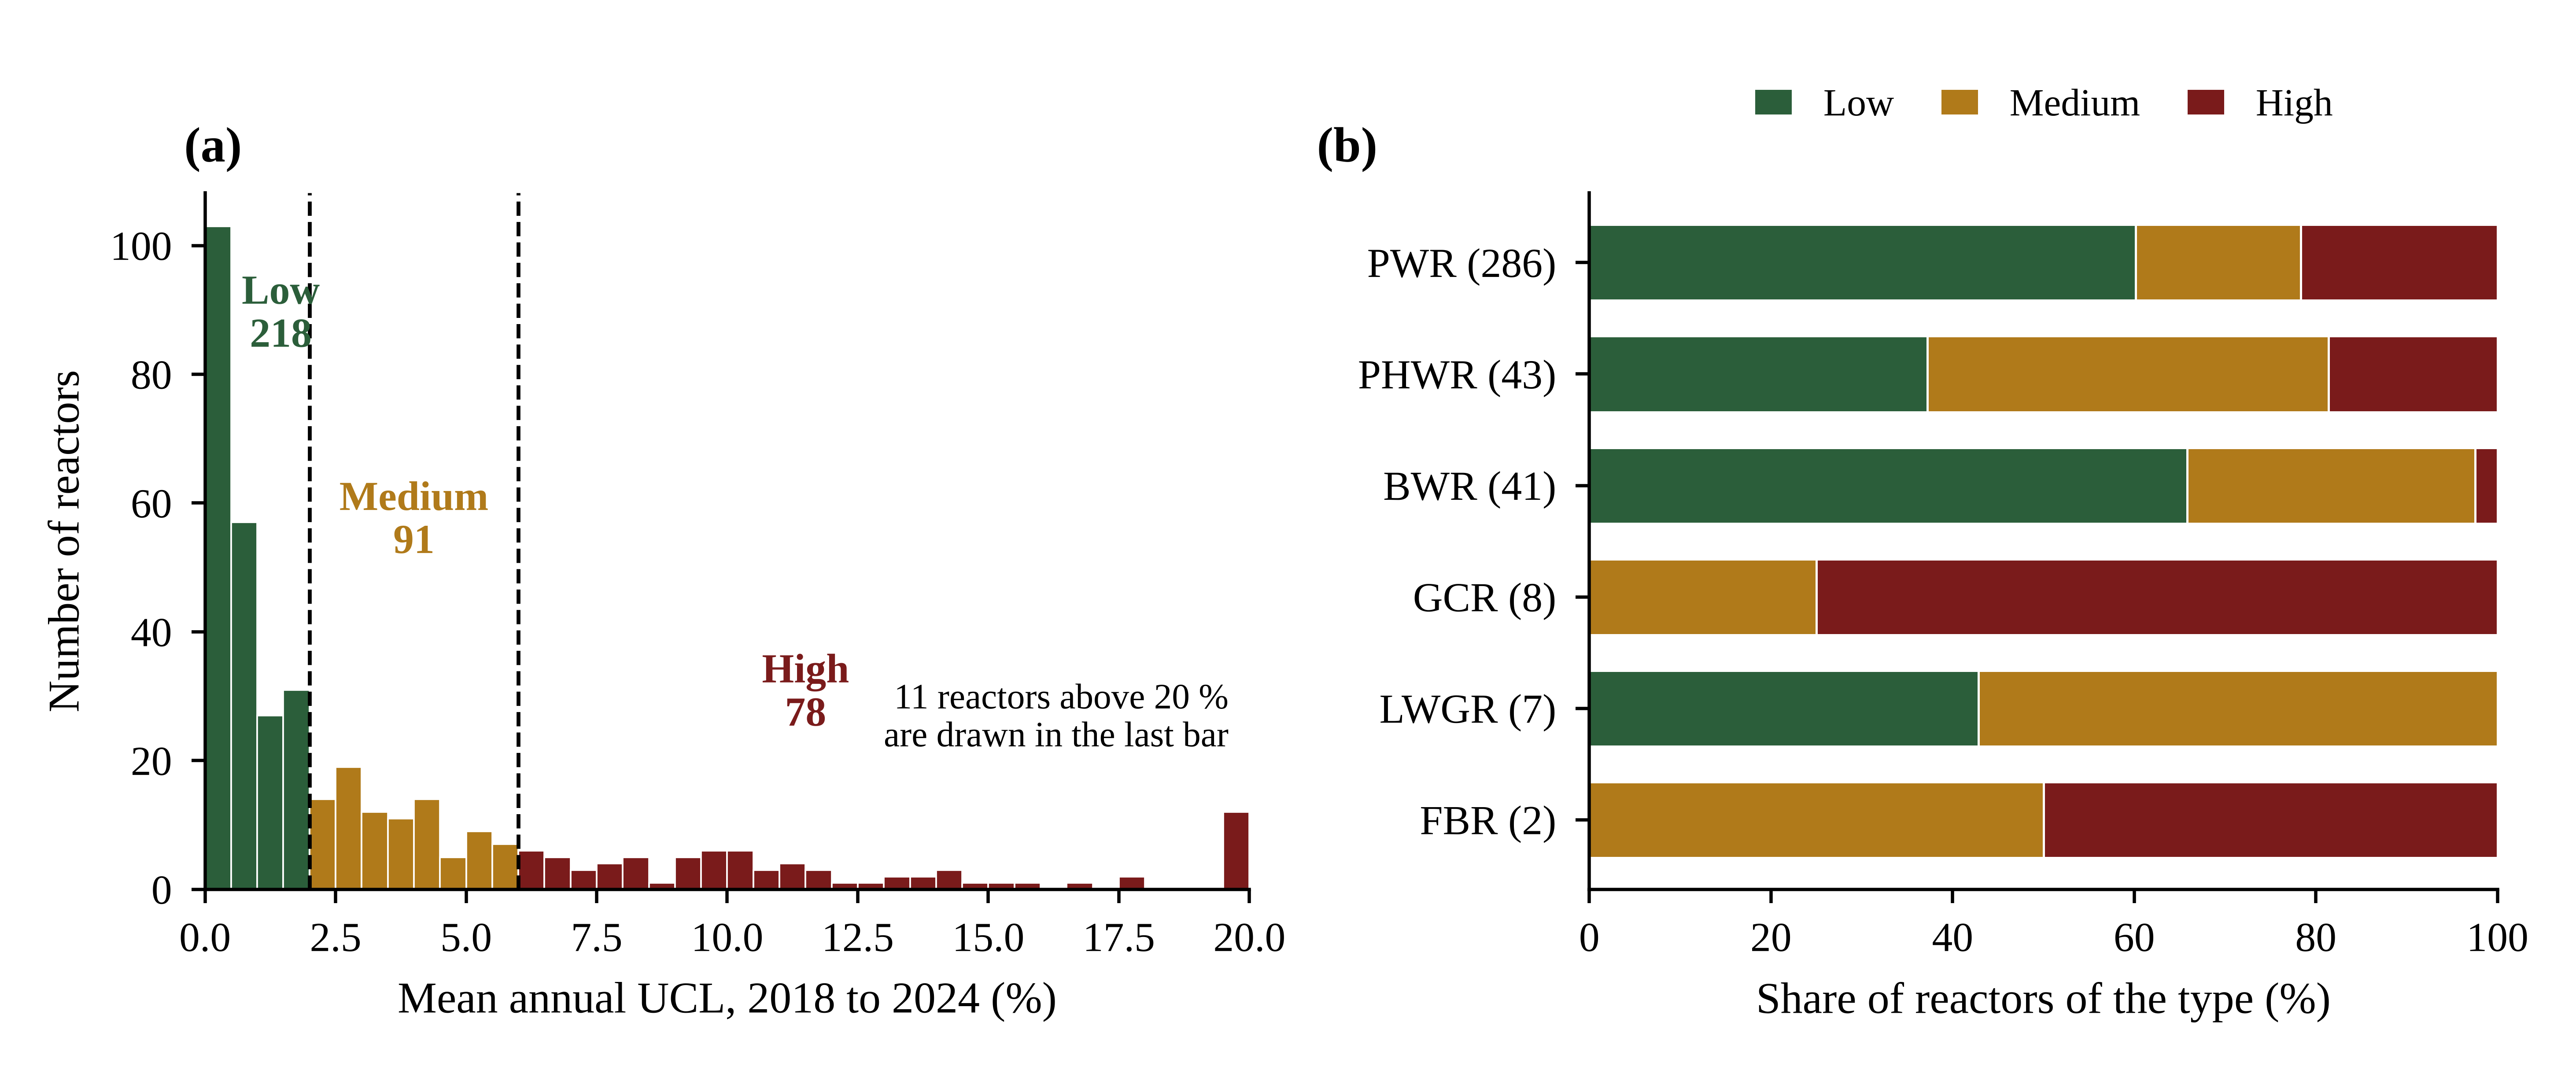 (a)
Number of reactors
100
80
60
40
20
0
Low
218
Medium
91
High
78
11 reactors above 20 %
are drawn in the last bar
0.0 2.5 5.0 7.5 10.0 12.5 15.0 17.5 20.0
Mean annual UCL, 2018 to 2024 (%)
(b)
Low Medium High
PWR (286)
PHWR (43)
BWR (41)
GCR (8)
LWGR (7)
FBR (2)
0 20 40 60 80 100
Share of reactors of the type (%)